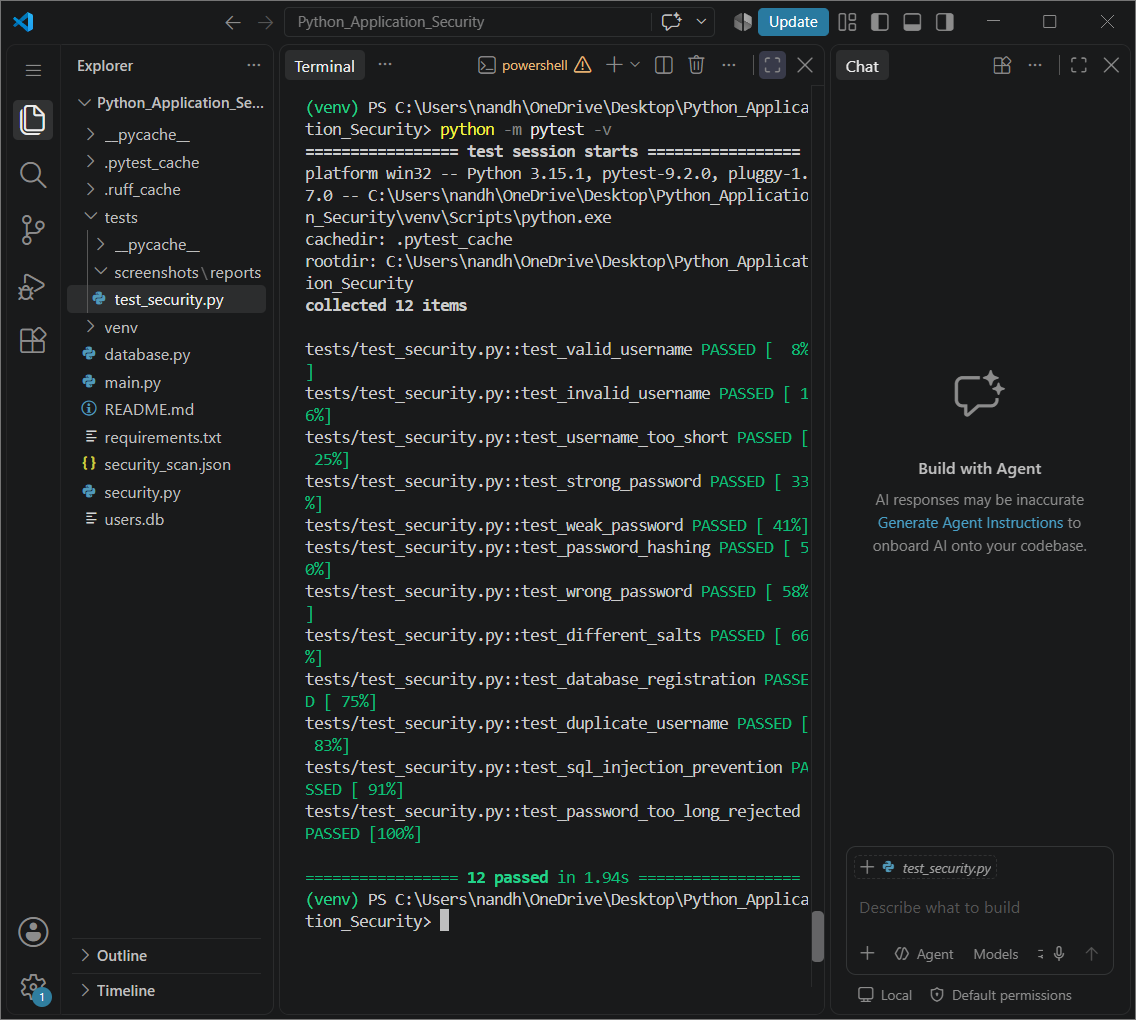 Python_Application_Security
Update
Explorer
Python_Application_Se...
__pycache__
.pytest_cache
.ruff_cache
tests
__pycache__
screenshots\reports
test_security.py
venv
database.py
main.py
README.md
requirements.txt
security_scan.json
security.py
users.db
Outline
Timeline
1
Terminal
powershell
(venv) PS C:\Users\nandh\OneDrive\Desktop\Python_Applica
tion_Security> python -m pytest -v
================= test session starts =================
platform win32 -- Python 3.15.1, pytest-9.2.0, pluggy-1.
7.0 -- C:\Users\nandh\OneDrive\Desktop\Python_Applicatio
n_Security\venv\Scripts\python.exe
cachedir: .pytest_cache
rootdir: C:\Users\nandh\OneDrive\Desktop\Python_Applicat
ion_Security
collected 12 items
tests/test_security.py::test_valid_username PASSED [  8%
]
tests/test_security.py::test_invalid_username PASSED [ 1
6%]
tests/test_security.py::test_username_too_short PASSED [
 25%]
tests/test_security.py::test_strong_password PASSED [ 33
%]
tests/test_security.py::test_weak_password PASSED [ 41%]
tests/test_security.py::test_password_hashing PASSED [ 5
0%]
tests/test_security.py::test_wrong_password PASSED [ 58%
]
tests/test_security.py::test_different_salts PASSED [ 66
%]
tests/test_security.py::test_database_registration PASSE
D [ 75%]
tests/test_security.py::test_duplicate_username PASSED [
 83%]
tests/test_security.py::test_sql_injection_prevention PA
SSED [ 91%]
tests/test_security.py::test_password_too_long_rejected
PASSED [100%]
================= 12 passed in 1.94s ==================
(venv) PS C:\Users\nandh\OneDrive\Desktop\Python_Applica
tion_Security>
Chat
Build with Agent
AI responses may be inaccurate
Generate Agent Instructions to
onboard AI onto your codebase.
test_security.py
Describe what to build
Agent Models
Local Default permissions